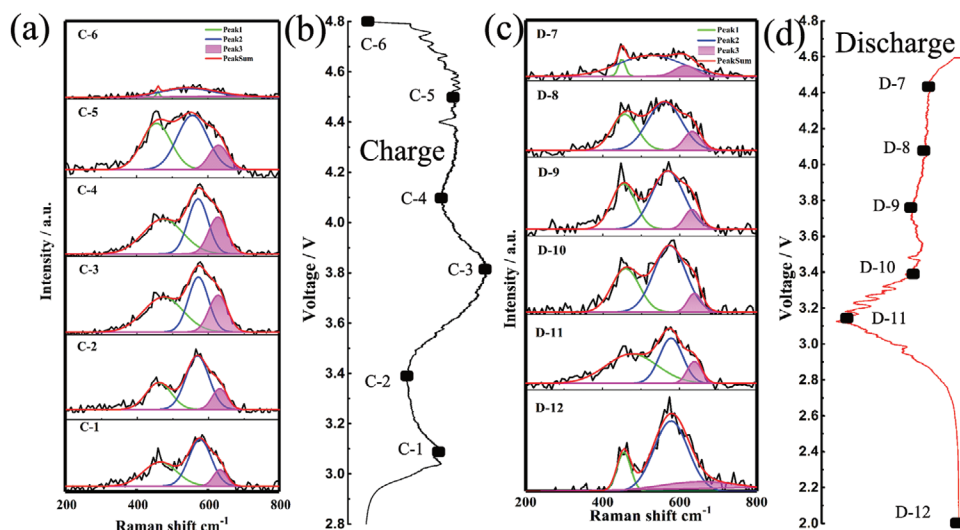 (a)
C-6
Peak1
Peak2
Peak3
PeakSum
C-5
C-4
C-3
C-2
C-1
200 400 600 800
Raman shift cm-1
Intensity / a.u.
(b)
4.8
4.6
4.4
4.2
4.0
3.8
3.6
3.4
3.2
3.0
2.8
Voltage / V
C-6
C-5
Charge
C-4
C-3
C-2
C-1
(c)
D-7
Peak1
Peak2
Peak3
PeakSum
D-8
D-9
D-10
D-11
D-12
200 400 600 800
Raman shift cm-1
Intensity / a.u.
(d)
Discharge
4.6
4.4
4.2
4.0
3.8
3.6
3.4
3.2
3.0
2.8
2.6
2.4
2.2
2.0
Voltage / V
D-7
D-8
D-9
D-10
D-11
D-12